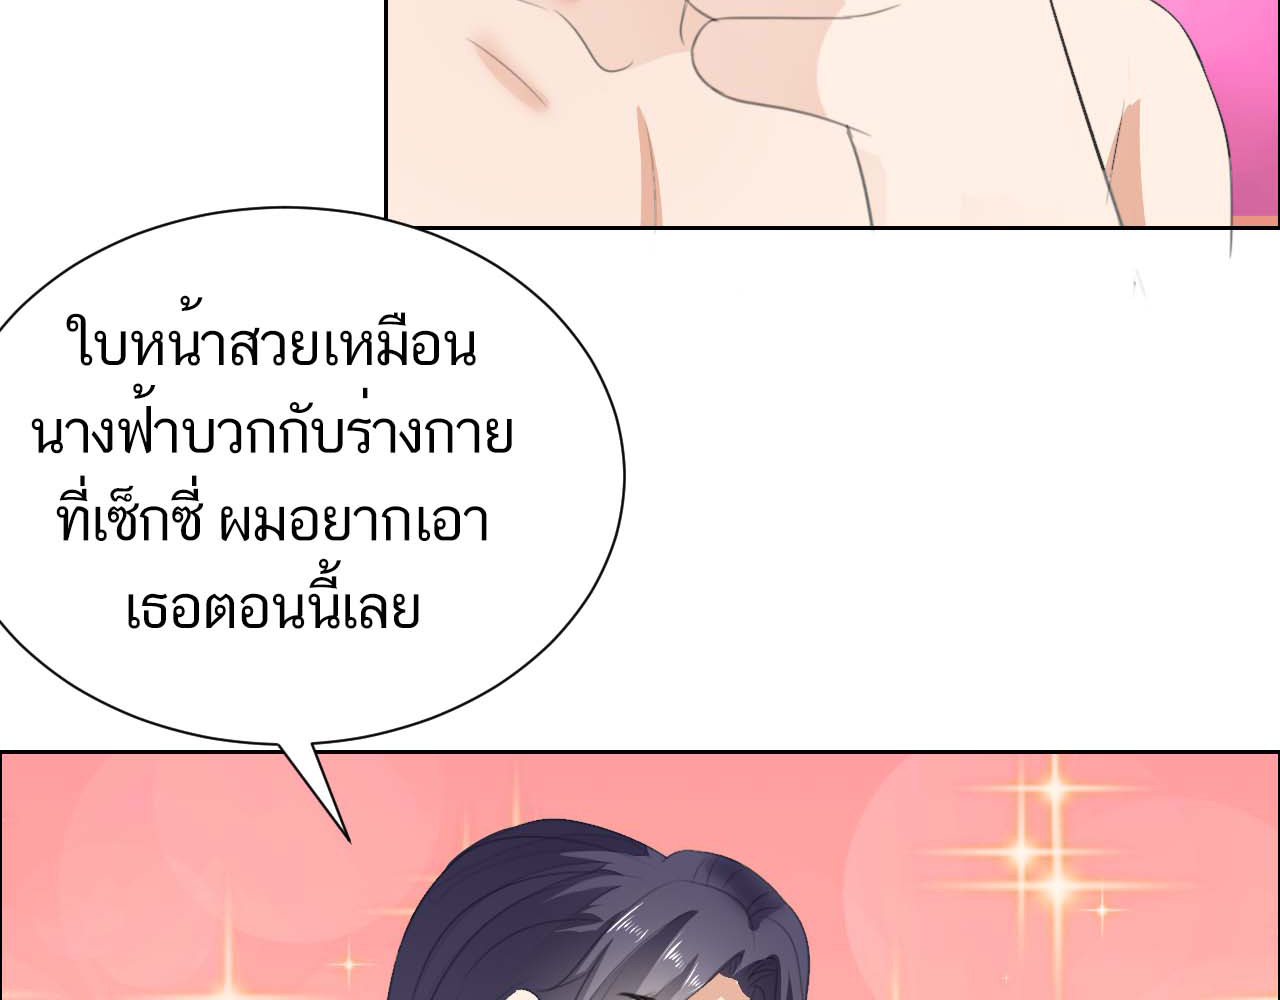 ใบหน้าสวยเหมือน
นางฟ้าบวกกับร่างกาย
ที่เซ็กซี่ ผมอยากเอา
เธอตอนนี้เลย